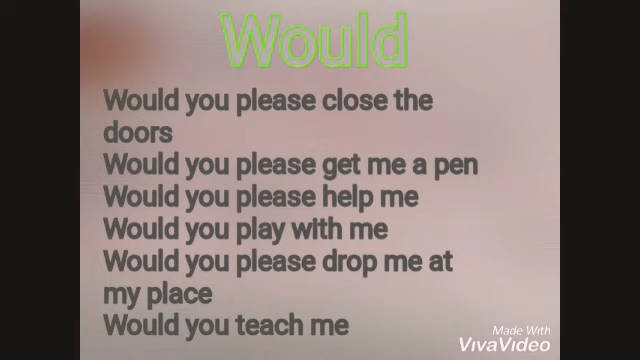 Would
Would you please close the
doors
Would you please get me a pen
Would you please help me
Would you play with me
Would you please drop me at
my place
Would you teach me
Made With
VivaVideo